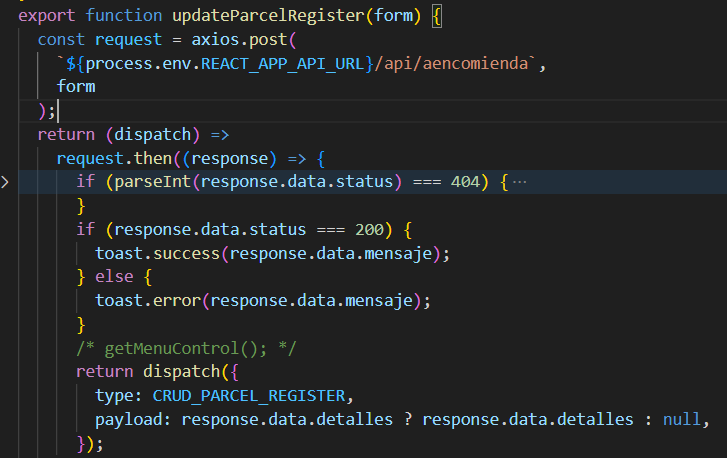 export function updateParcelRegister(form) {
const request = axios.post(
`${process.env.REACT_APP_API_URL}/api/aencomienda`,
form
);
return (dispatch) =>
request.then((response) => {
if (parseInt(response.data.status) === 404) {···
}
if (response.data.status === 200) {
toast.success(response.data.mensaje);
} else {
toast.error(response.data.mensaje);
}
/* getMenuControl(); */
return dispatch({
type: CRUD_PARCEL_REGISTER,
payload: response.data.detalles ? response.data.detalles : null,
});